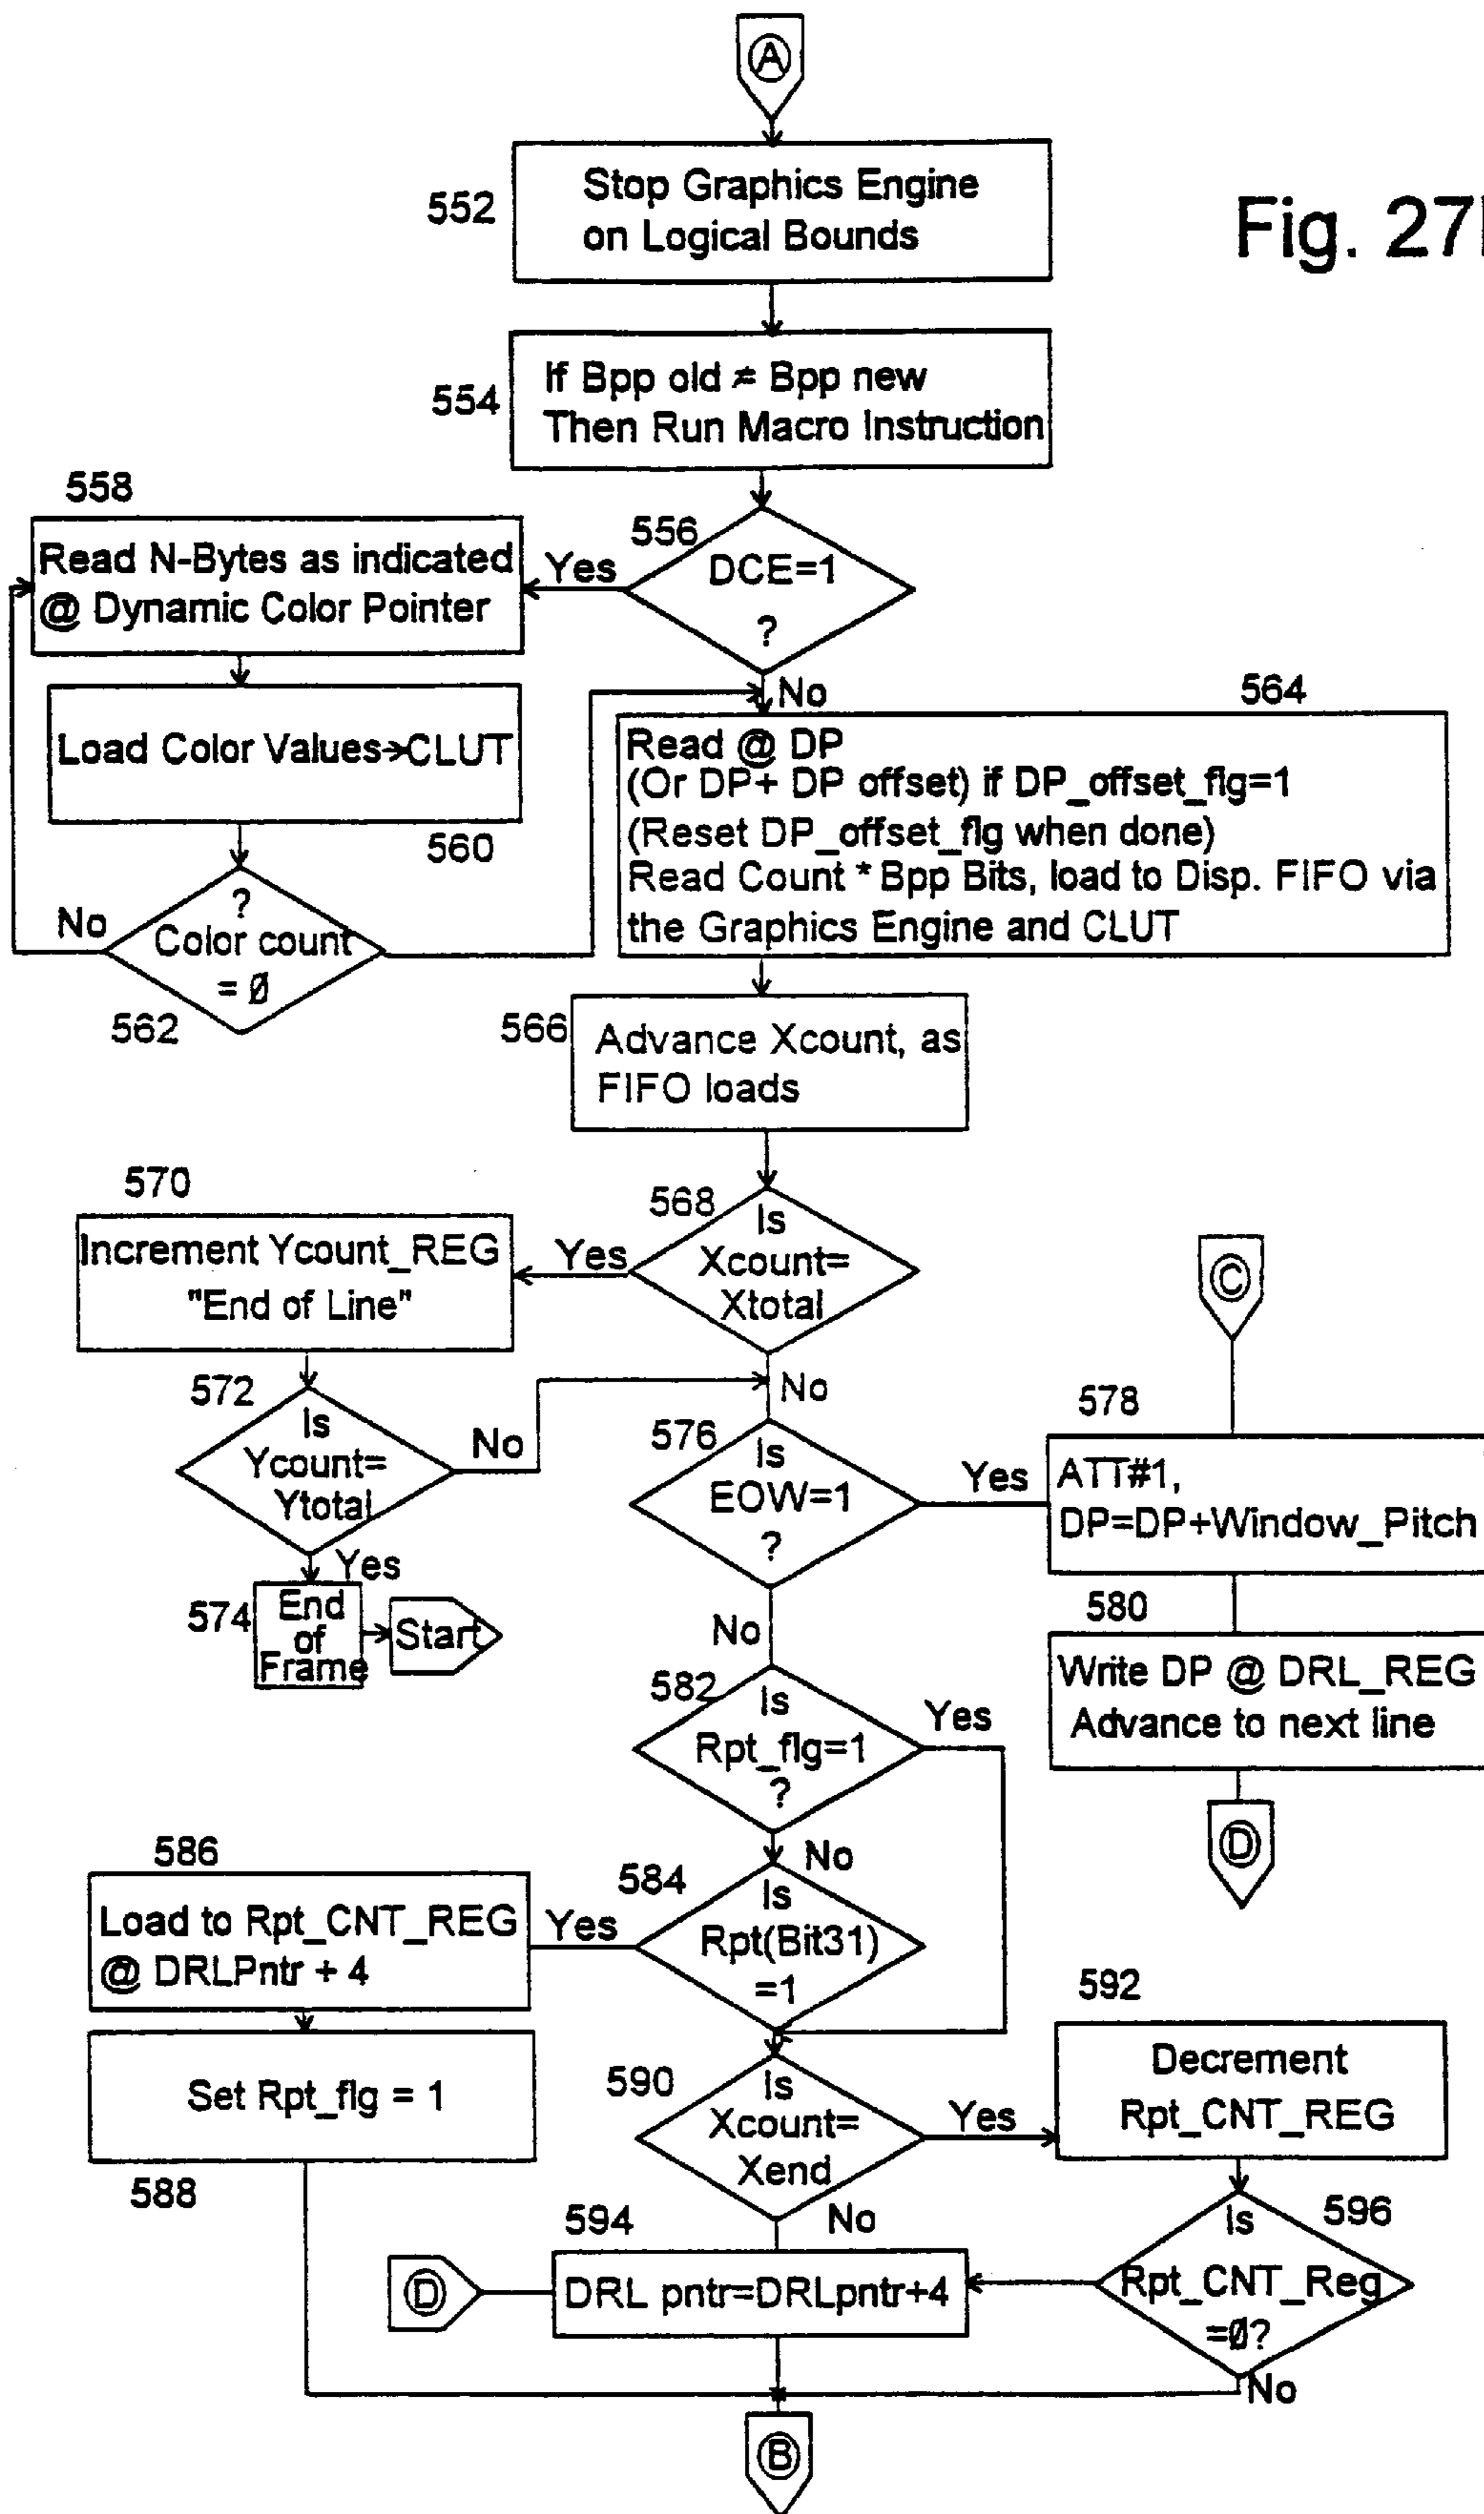 A
552
Stop Graphics Engine
on Logical Bounds
Fig. 27
554
If Bpp old ≠ Bpp new
Then Run Macro Instruction
558
Read N-Bytes as indicated
@ Dynamic Color Pointer
Yes
556
DCE=1
?
No
Load Color Values→CLUT
560
?
Color count
= Ø
No
562
564
Read @ DP
(Or DP+ DP offset) if DP_offset_flg=1
(Reset DP_offset_flg when done)
Read Count * Bpp Bits, load to Disp. FIFO via
the Graphics Engine and CLUT
566
Advance Xcount, as
FIFO loads
568
Is
Xcount=
Xtotal
Yes
No
570
Increment Ycount_REG
"End of Line"
572
Is
Ycount=
Ytotal
No
Yes
574
End
of
Frame
Start
576
Is
EOW=1
?
Yes
No
C
578
ATT#1,
DP=DP+Window_Pitch
580
Write DP @ DRL_REG
Advance to next line
D
582
Is
Rpt_flg=1
?
Yes
No
584
Is
Rpt(Bit31)
=1
Yes
586
Load to Rpt_CNT_REG
@ DRLPntr + 4
Set Rpt_flg = 1
588
590
Is
Xcount=
Xend
Yes
No
592
Decrement
Rpt_CNT_REG
596
Is
Rpt_CNT_Reg
=Ø?
No
594
DRL pntr=DRLpntr+4
D
B